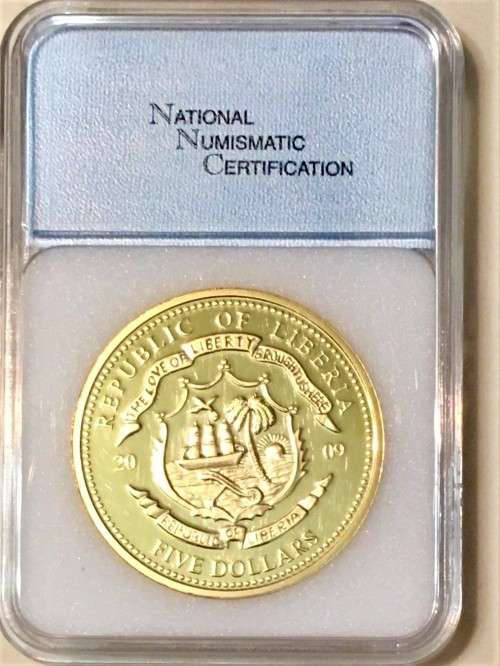 NATIONAL
NUMISMATIC
CERTIFICATION
REPUBLIC OF LIBERIA
THE LOVE OF LIBERTY BROUGHT US HERE
20 09
REPUBLIC OF LIBERIA
FIVE DOLLARS